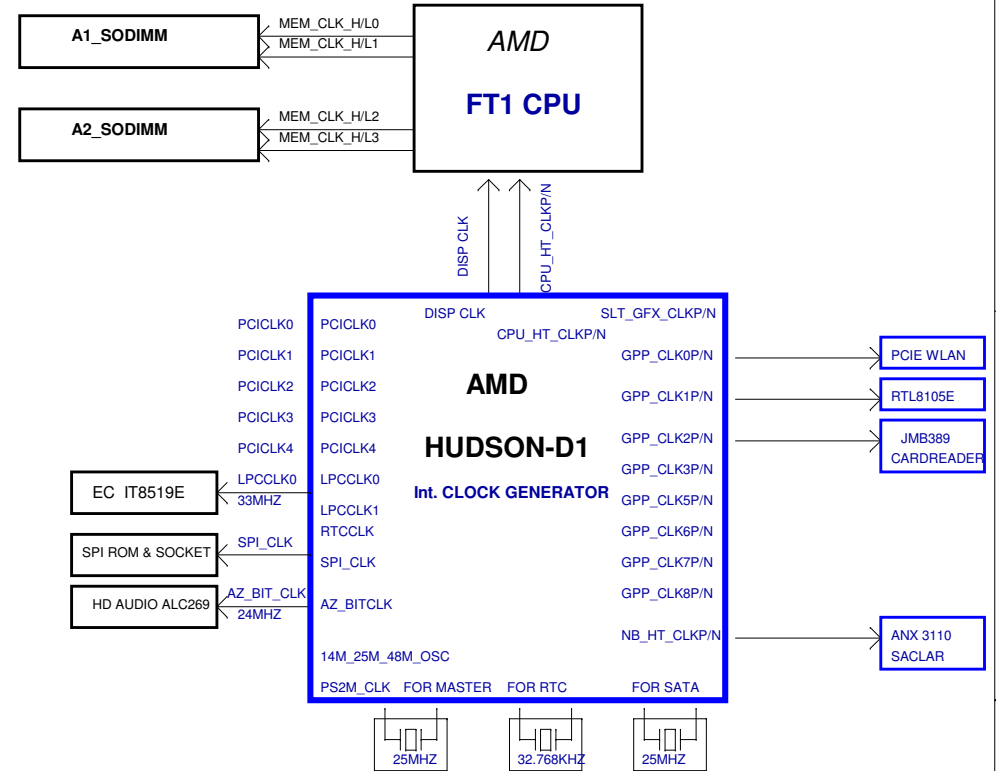 A1_SODIMM
MEM_CLK_H/L0
MEM_CLK_H/L1
AMD
FT1 CPU
A2_SODIMM
MEM_CLK_H/L2
MEM_CLK_H/L3
DISP CLK
CPU_HT_CLKP/N
DISP CLK
SLT_GFX_CLKP/N
CPU_HT_CLKP/N
PCICLK0
PCICLK0
PCICLK1
PCICLK1
PCICLK2
PCICLK2
PCICLK3
PCICLK3
PCICLK4
PCICLK4
AMD
HUDSON-D1
Int. CLOCK GENERATOR
GPP_CLK0P/N
PCIE WLAN
GPP_CLK1P/N
RTL8105E
GPP_CLK2P/N
JMB389
CARDREADER
GPP_CLK3P/N
GPP_CLK5P/N
GPP_CLK6P/N
GPP_CLK7P/N
GPP_CLK8P/N
NB_HT_CLKP/N
ANX 3110
SACLAR
EC IT8519E
LPCCLK0
33MHZ
LPCCLK0
LPCCLK1
RTCCLK
SPI ROM & SOCKET
SPI_CLK
SPI_CLK
HD AUDIO ALC269
AZ_BIT_CLK
24MHZ
AZ_BITCLK
14M_25M_48M_OSC
PS2M_CLK
FOR MASTER
FOR RTC
FOR SATA
25MHZ
32.768KHZ
25MHZ